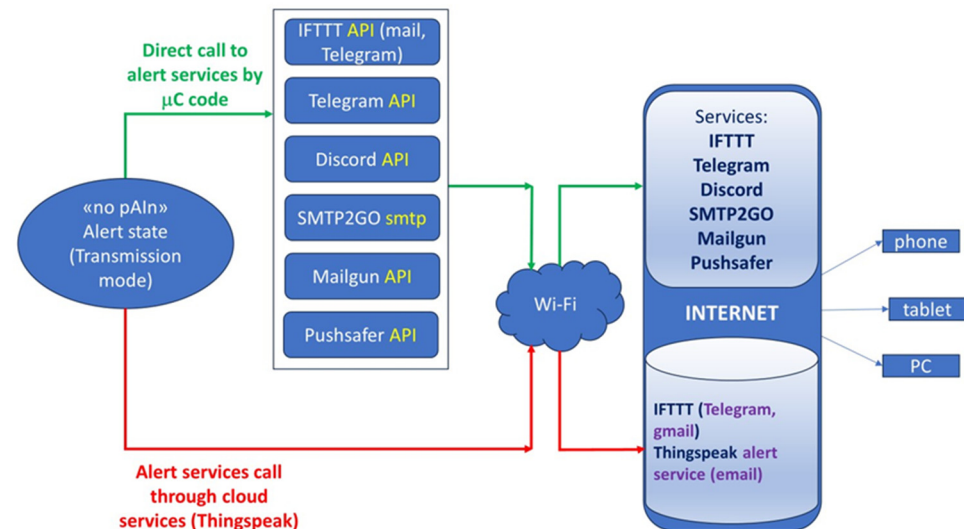 Direct call to
alert services by
μC code
«no pAIn»
Alert state
(Transmission
mode)
Alert services call
through cloud
services (Thingspeak)
IFTTT API (mail,
Telegram)
Telegram API
Discord API
SMTP2GO smtp
Mailgun API
Pushsafer API
Wi-Fi
Services:
IFTTT
Telegram
Discord
SMTP2GO
Mailgun
Pushsafer
INTERNET
IFTTT (Telegram,
gmail)
Thingspeak alert
service (email)
phone
tablet
PC